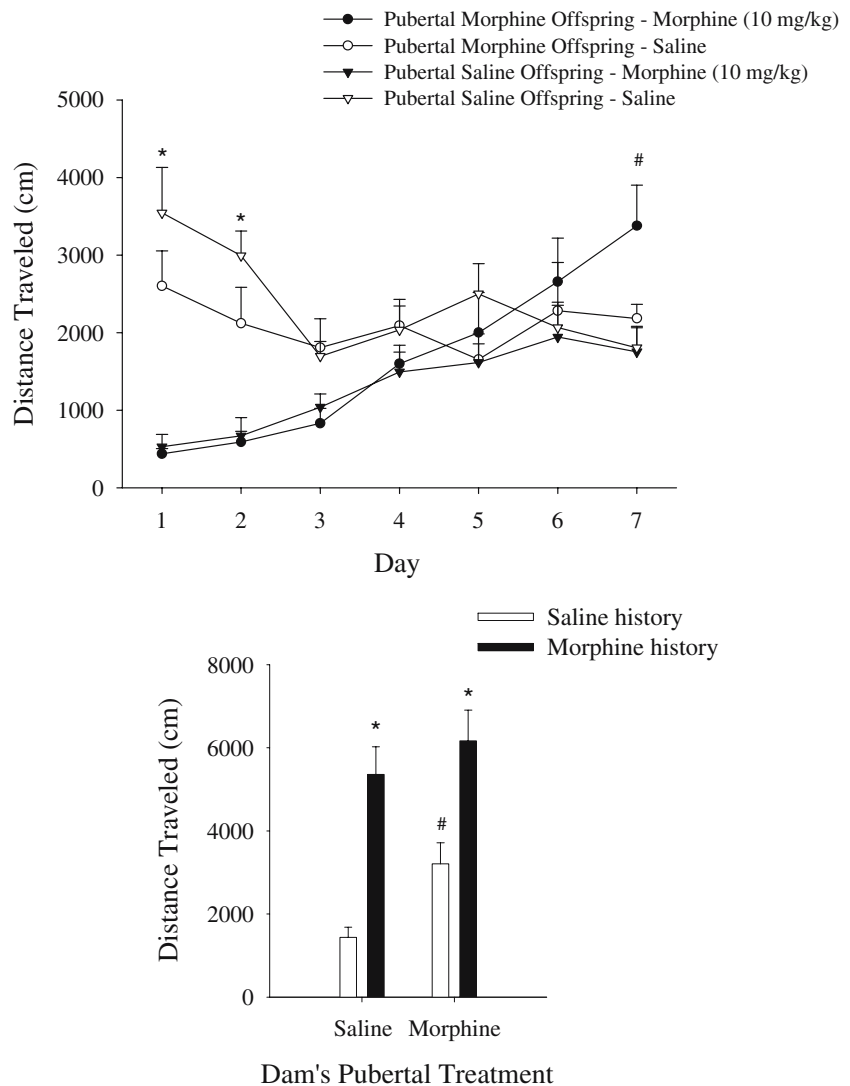 Pubertal Morphine Offspring - Morphine (10 mg/kg)
Pubertal Morphine Offspring - Saline
Pubertal Saline Offspring - Morphine (10 mg/kg)
Pubertal Saline Offspring - Saline
Distance Traveled (cm)
5000
4000
3000
2000
1000
0
*
*
#
1 2 3 4 5 6 7
Day
Saline history
Morphine history
Distance Traveled (cm)
8000
6000
4000
2000
0
*
#
*
Saline Morphine
Dam's Pubertal Treatment